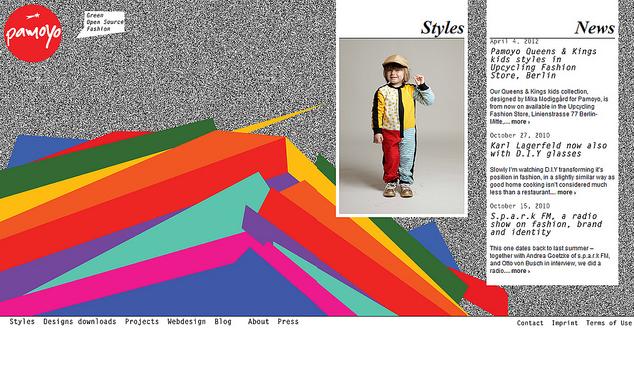 pamoyo
Green
Open Source
Fashion
Styles
News
April 4, 2012
Pamoyo Queens & Kings
kids styles in
Upcycling Fashion
Store, Berlin
Our Queens & Kings kids collection,
designed by Mika Modiggård for Pamoyo, is
from now on available in the Upcycling
Fashion Store, Linienstrasse 77 Berlin-
Mitte,... more ›
October 27, 2010
Karl Lagerfeld now also
with D.I.Y glasses
Slowly I'm watching D.I.Y transforming it's
position in fashion, in a slightly similar way as
good home cooking isn't considered much
less than a restaurant... more ›
October 15, 2010
S.p.a.r.k FM, a radio
show on fashion, brand
and identity
This one dates back to last summer –
together with Andrea Goetzke of s.p.a.r.k FM,
and Otto von Busch in interview, we did a
radio... more ›
Styles Designs downloads Projects Webdesign Blog About Press
Contact Imprint Terms of Use